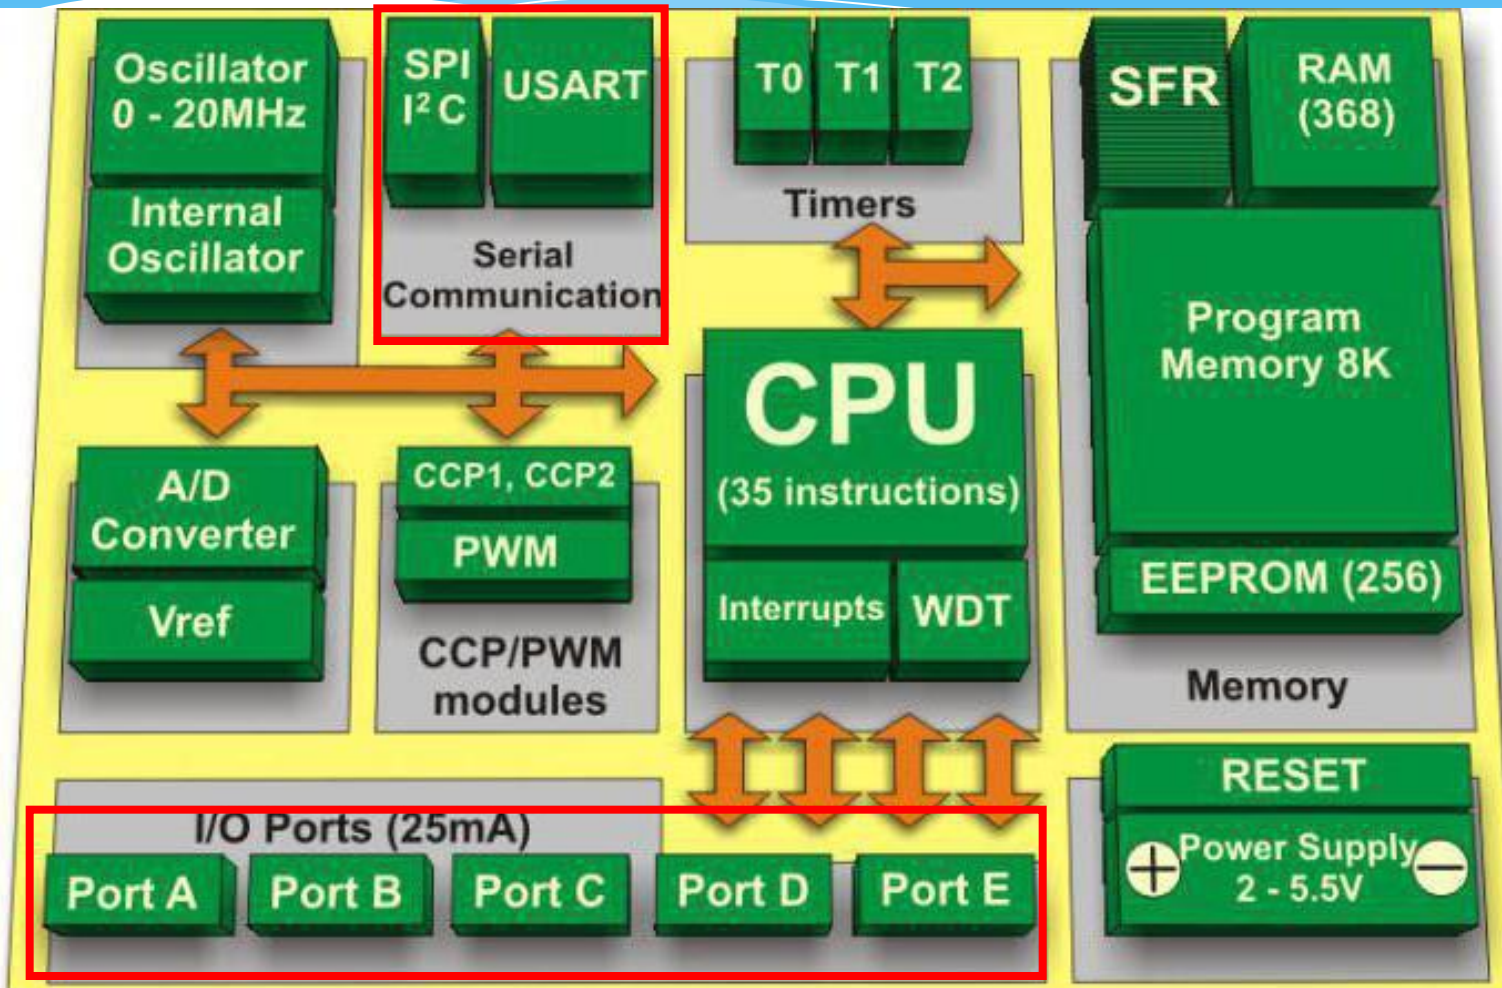 Oscillator
0 - 20MHz
Internal
Oscillator
SPI
I² C
USART
Serial
Communication
T0
T1
T2
Timers
SFR
RAM
(368)
Program
Memory 8K
EEPROM (256)
Memory
A/D
Converter
Vref
CCP1, CCP2
PWM
CCP/PWM
modules
CPU
(35 instructions)
Interrupts
WDT
I/O Ports (25mA)
Port A
Port B
Port C
Port D
Port E
RESET
+
Power Supply
2 - 5.5V
−